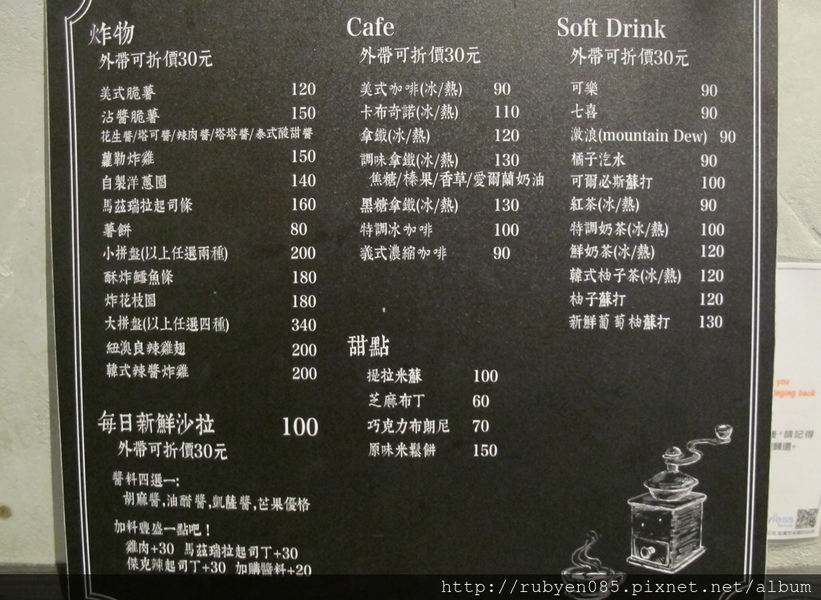 炸物
外帶可折價30元
美式脆薯 120
沾醬脆薯 150
花生醬/塔可醬/辣肉醬/塔塔醬/泰式酸甜醬
蘿勒炸雞 150
自製洋蔥圈 140
馬茲瑞拉起司條 160
薯餅 80
小拼盤(以上任選兩種) 200
酥炸鱈魚條 180
炸花枝圈 180
大拼盤(以上任選四種) 340
紐澳良辣雞翅 200
韓式辣醬炸雞 200
每日新鮮沙拉 100
外帶可折價30元
醬料四選一:
胡麻醬,油醋醬,凱薩醬,芒果優格
加料豐盛一點吧！
雞肉+30 馬茲瑞拉起司丁+30
傑克辣起司丁+30 加購醬料+20
Cafe
外帶可折價30元
美式咖啡(冰/熱) 90
卡布奇諾(冰/熱) 110
拿鐵(冰/熱) 120
調味拿鐵(冰/熱) 130
焦糖/榛果/香草/愛爾蘭奶油
黑糖拿鐵(冰/熱) 130
特調冰咖啡 100
義式濃縮咖啡 90
甜點
提拉米蘇 100
芝麻布丁 60
巧克力布朗尼 70
原味米鬆餅 150
Soft Drink
外帶可折價30元
可樂 90
七喜 90
激浪(mountain Dew) 90
橘子汽水 90
可爾必斯蘇打 100
紅茶(冰/熱) 90
特調奶茶(冰/熱) 100
鮮奶茶(冰/熱) 120
韓式柚子茶(冰/熱) 120
柚子蘇打 120
新鮮葡萄柚蘇打 130
you
inging back
後,請記得
歸還。
http://rubyen085.pixnet.net/album